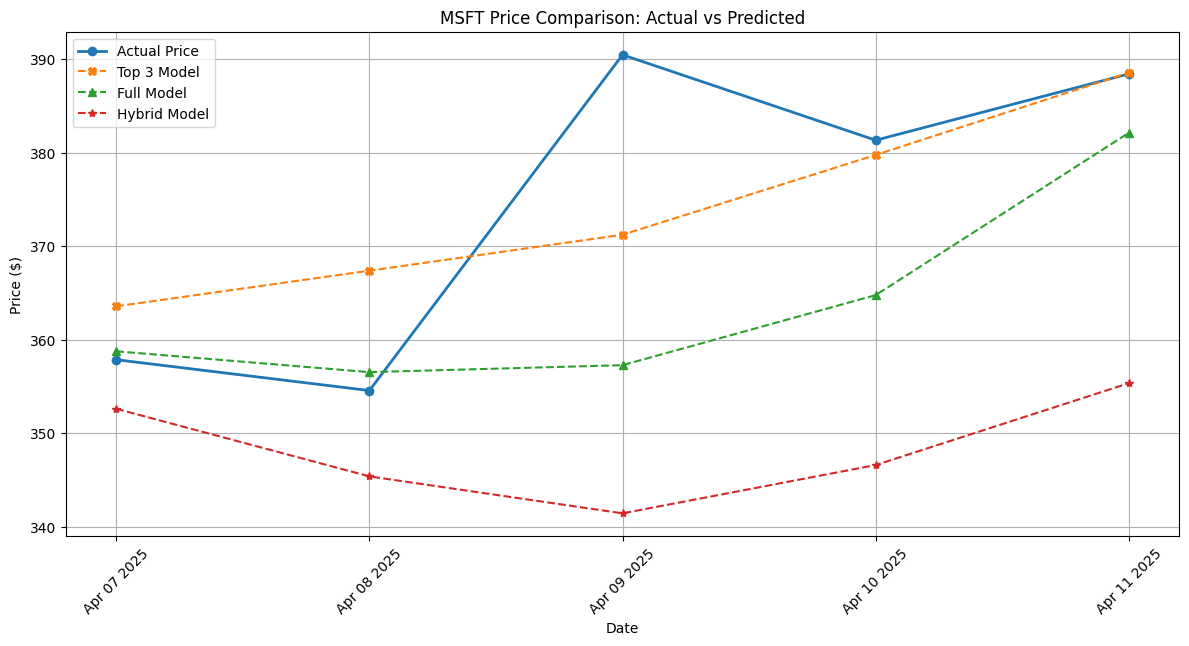 MSFT Price Comparison: Actual vs Predicted
Actual Price
Top 3 Model
Full Model
Hybrid Model
Price ($)
390
380
370
360
350
340
Apr 07 2025
Apr 08 2025
Apr 09 2025
Apr 10 2025
Apr 11 2025
Date